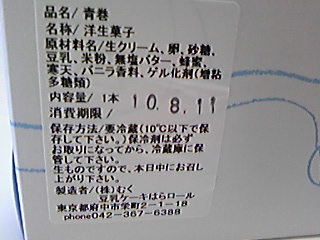 品名／青巻
名称／洋生菓子
原材料名／生クリーム、卵、砂糖、
豆乳、米粉、無塩バター、蜂蜜、
寒天、バニラ香料、ゲル化剤(増粘
多糖類)
内容量／1本 10.8.11
消費期限／
保存方法／要冷蔵(10℃以下で保
存して下さい。)保冷剤は必ず
お取りになってから、冷蔵庫に保
管して下さい。
生ものですので、本日中にお召し
上がり下さい。
製造者／(株)むく
豆乳ケーキはらロール
東京都府中市栄町2-1-18
phone042-367-6388